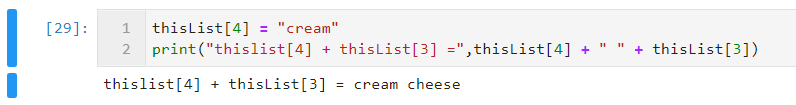 [29]: 1 thisList[4] = "cream"
2 print("thislist[4] + thisList[3] =",thisList[4] + " " + thisList[3])
thislist[4] + thisList[3] = cream cheese